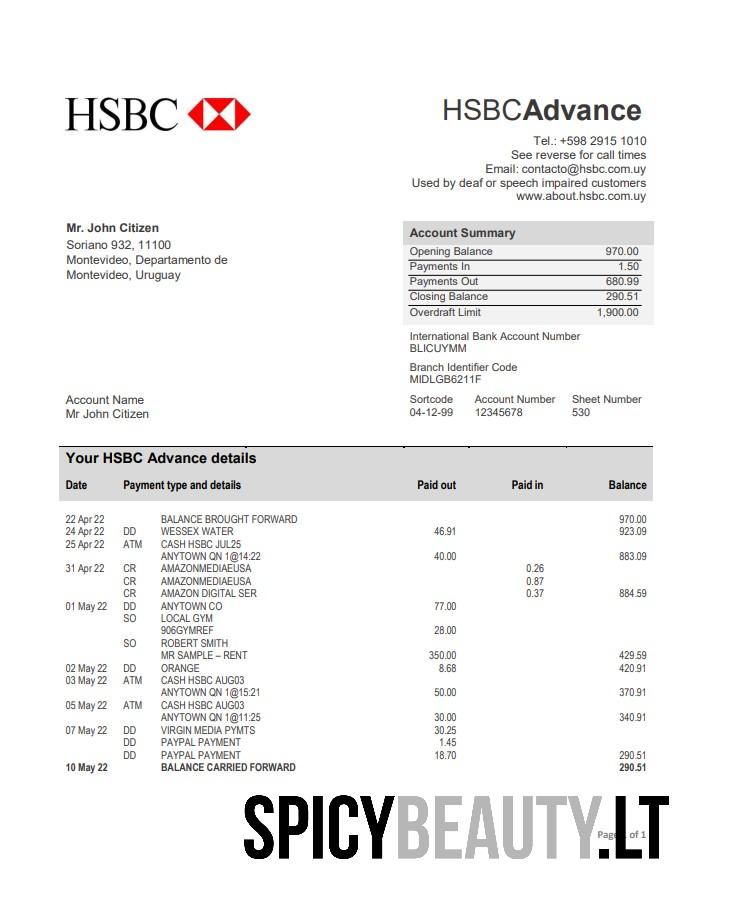 HSBC
HSBCAdvance
Tel.: +598 2915 1010
See reverse for call times
Email: contacto@hsbc.com.uy
Used by deaf or speech impaired customers
www.about.hsbc.com.uy
Mr. John Citizen
Soriano 932, 11100
Montevideo, Departamento de
Montevideo, Uruguay
Account Summary
Opening Balance 970.00
Payments In 1.50
Payments Out 680.99
Closing Balance 290.51
Overdraft Limit 1,900.00
International Bank Account Number
BLICUYMM
Branch Identifier Code
MIDLGB6211F
Account Name
Mr John Citizen
Sortcode Account Number Sheet Number
04-12-99 12345678 530
Your HSBC Advance details
Date Payment type and details Paid out Paid in Balance
22 Apr 22 BALANCE BROUGHT FORWARD 970.00
24 Apr 22 DD WESSEX WATER 46.91 923.09
25 Apr 22 ATM CASH HSBC JUL25
ANYTOWN QN 1@14:22 40.00 883.09
31 Apr 22 CR AMAZONMEDIAEUSA 0.26
CR AMAZONMEDIAEUSA 0.87
CR AMAZON DIGITAL SER 0.37 884.59
01 May 22 DD ANYTOWN CO 77.00
SO LOCAL GYM
906GYMREF 28.00
SO ROBERT SMITH
MR SAMPLE – RENT 350.00 429.59
02 May 22 DD ORANGE 8.68 420.91
03 May 22 ATM CASH HSBC AUG03
ANYTOWN QN 1@15:21 50.00 370.91
05 May 22 ATM CASH HSBC AUG03
ANYTOWN QN 1@11:25 30.00 340.91
07 May 22 DD VIRGIN MEDIA PYMTS 30.25
DD PAYPAL PAYMENT 1.45
DD PAYPAL PAYMENT 18.70 290.51
10 May 22 BALANCE CARRIED FORWARD 290.51
SPICYBEAUTY.LT
Page of 1